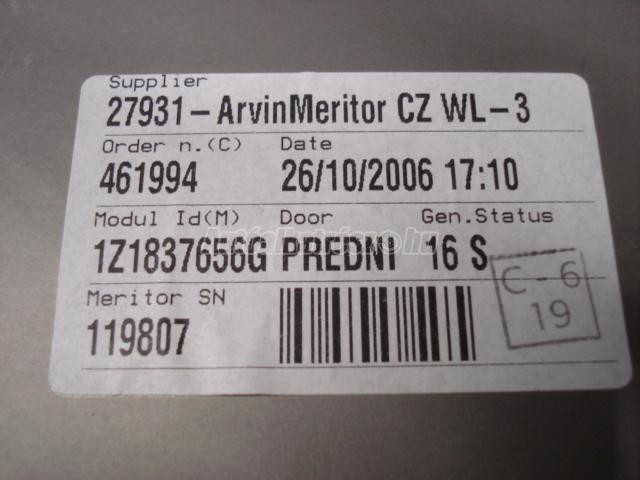 Supplier
27931-ArvinMeritor CZ WL-3
Order n.(C) Date
461994 26/10/2006 17:10
Modul Id(M) Door Gen.Status
1Z1837656G PREDNI 16 S
Meritor SN
119807
C-6
19